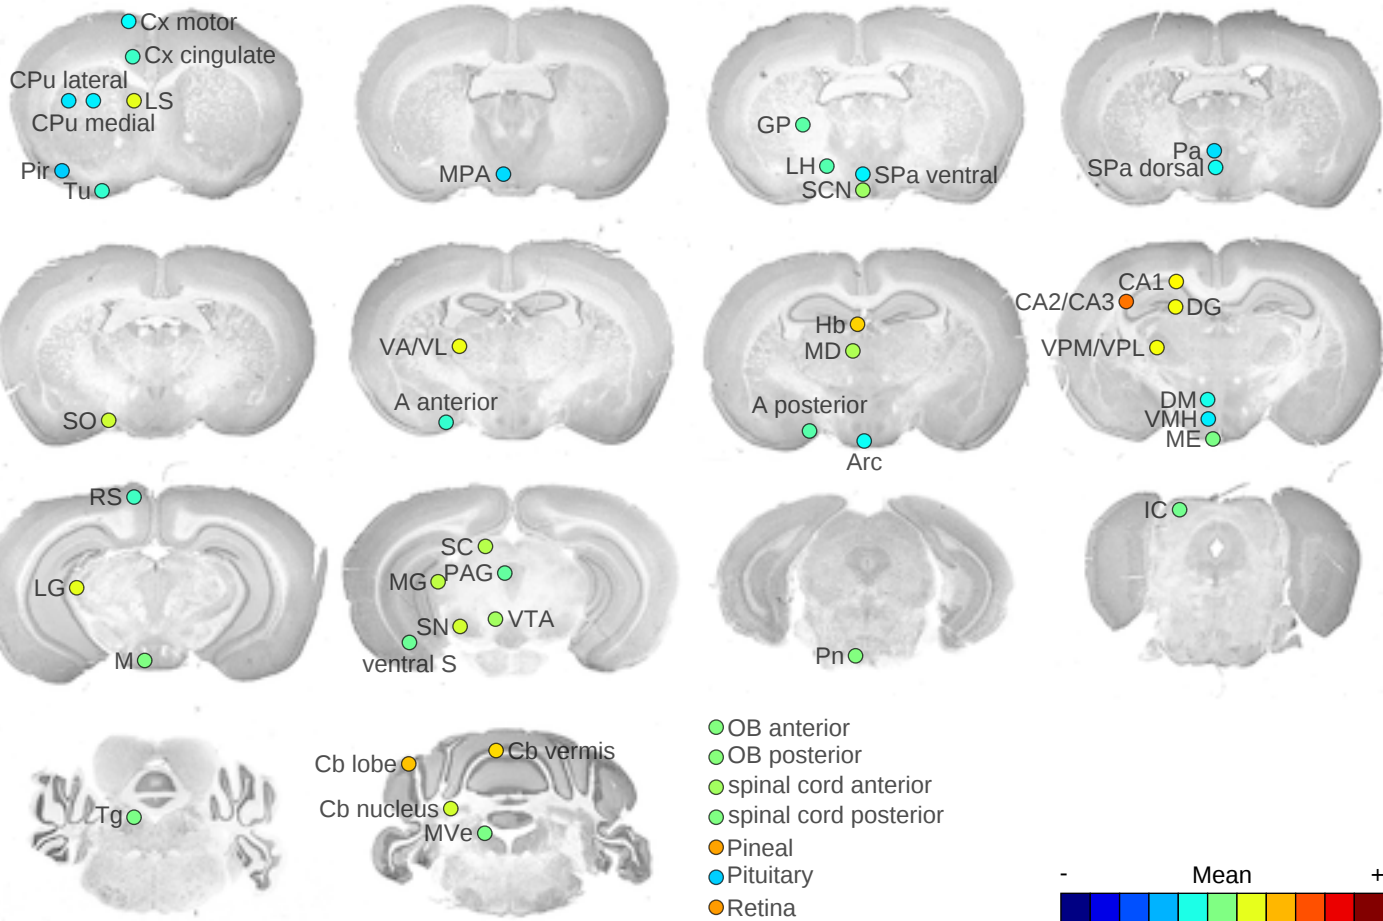 Cx motor
Cx cingulate
CPu lateral
LS
CPu medial
Pir
Tu
MPA
GP
LH
SPa ventral
SCN
Pa
SPa dorsal
SO
VA/VL
A anterior
Hb
MD
A posterior
Arc
CA1
CA2/CA3
DG
VPM/VPL
DM
VMH
ME
RS
LG
M
SC
MG
PAG
SN
VTA
ventral S
Pn
IC
Tg
Cb lobe
Cb vermis
Cb nucleus
MVe
OB anterior
OB posterior
spinal cord anterior
spinal cord posterior
Pineal
Pituitary
Retina
- Mean +